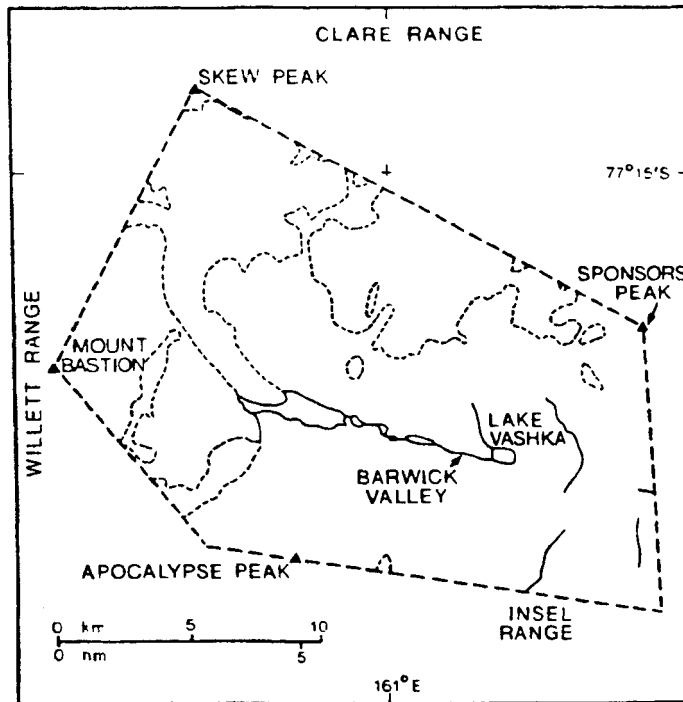 CLARE RANGE
SKEW PEAK
77°15'S
SPONSORS
PEAK
WILLETT RANGE
MOUNT
BASTION
LAKE
VASHKA
BARWICK
VALLEY
APOCALYPSE PEAK
INSEL
RANGE
0 km 5 10
0 nm 5
161°E